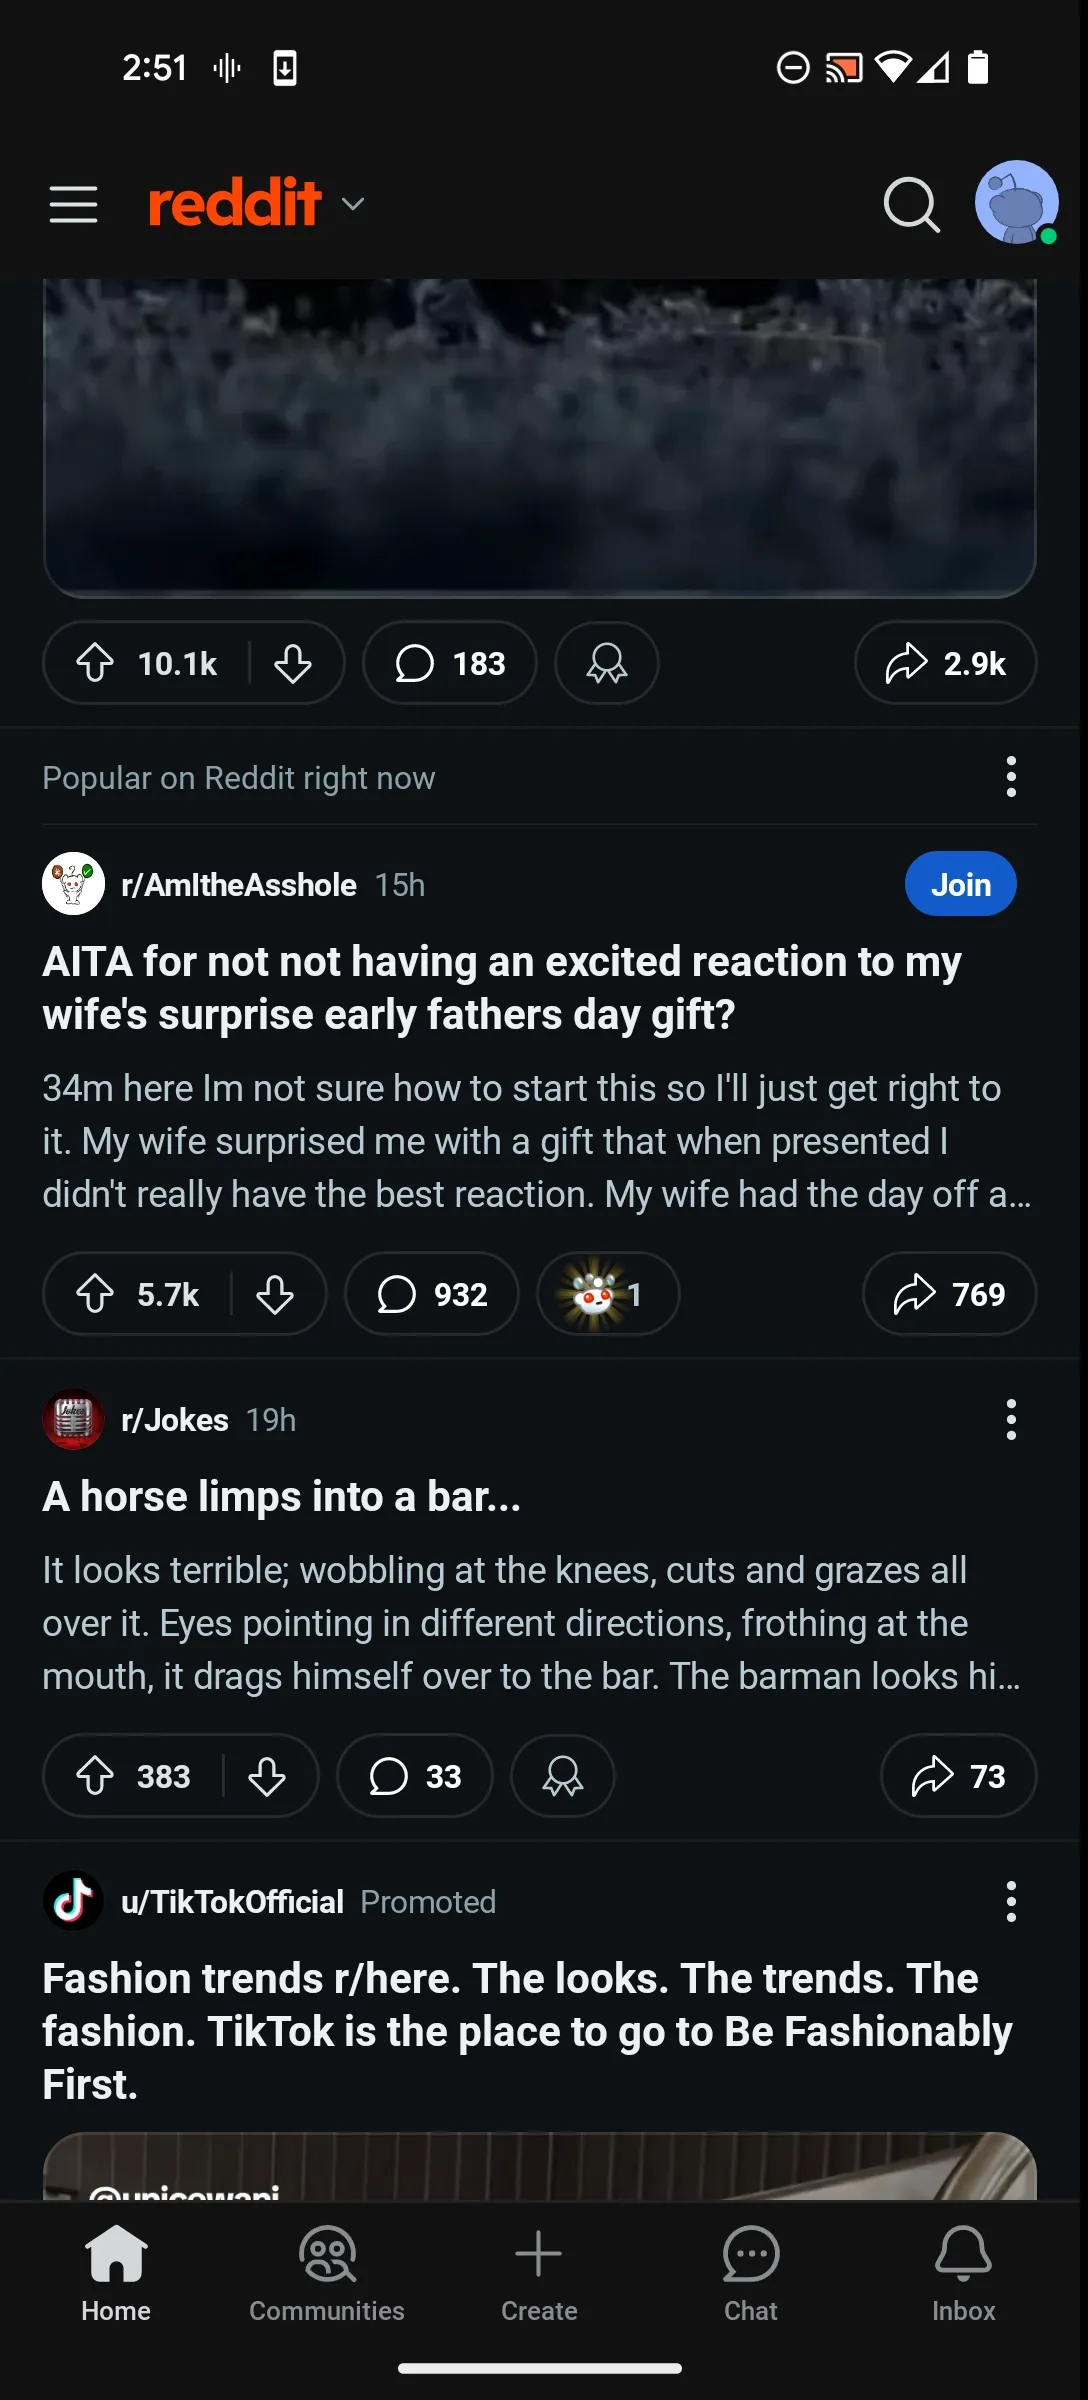 2:51
reddit
10.1k
183
2.9k
Popular on Reddit right now
r/AmItheAsshole 15h
Join
AITA for not not having an excited reaction to my
wife's surprise early fathers day gift?
34m here Im not sure how to start this so I'll just get right to
it. My wife surprised me with a gift that when presented I
didn't really have the best reaction. My wife had the day off a...
5.7k
932
1
769
r/Jokes 19h
A horse limps into a bar...
It looks terrible; wobbling at the knees, cuts and grazes all
over it. Eyes pointing in different directions, frothing at the
mouth, it drags himself over to the bar. The barman looks hi...
383
33
73
u/TikTokOfficial Promoted
Fashion trends r/here. The looks. The trends. The
fashion. TikTok is the place to go to Be Fashionably
First.
Home
Communities
Create
Chat
Inbox